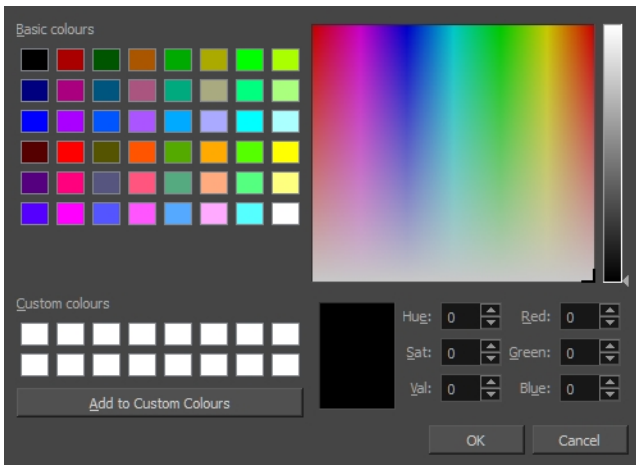 Basic colours
Custom colours
Add to Custom Colours
Hue: 0 Red: 0
Sat: 0 Green: 0
Val: 0 Blue: 0
OK Cancel